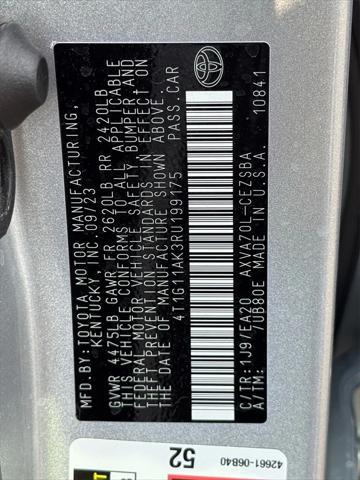 MFD.BY: TOYOTA MOTOR MANUFACTURING,
KENTUCKY, INC. 09/23
GVWR 4475LB GAWR FR 2620LB RR 2420LB
THIS VEHICLE CONFORMS TO ALL APPLICABLE
FEDERAL MOTOR VEHICLE SAFETY, BUMPER AND
THEFT PREVENTION STANDARDS IN EFFECT ON
THE DATE OF MANUFACTURE SHOWN ABOVE.
4T1G11AK3RU199175 PASS.CAR
C/TR:1J9/EA20 AXVA70L-CEZSBA
A/TM: /UB80E MADE IN U.S.A. 10841
TOYOTA
42661-06B40
52